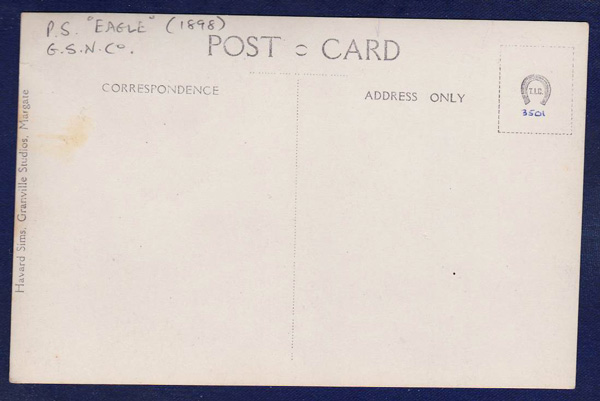 P.S. "EAGLE" (1898)
G.S.N.Co.
POST = CARD
CORRESPONDENCE
ADDRESS ONLY
T.I.C.
3501
Havard Sims, Granville Studios, Margate